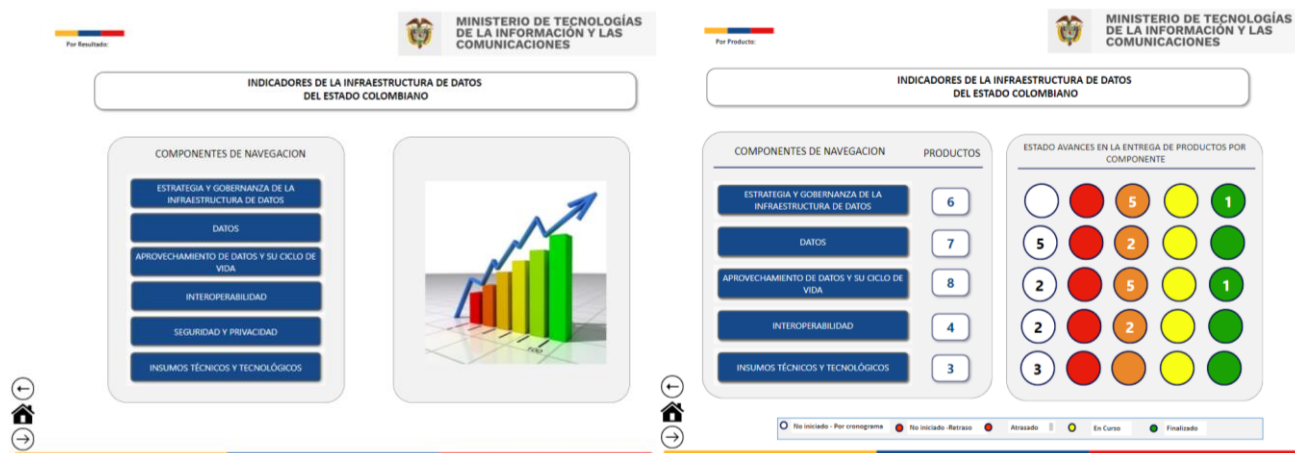 Por Resultado:
MINISTERIO DE TECNOLOGÍAS
DE LA INFORMACIÓN Y LAS
COMUNICACIONES
INDICADORES DE LA INFRAESTRUCTURA DE DATOS
DEL ESTADO COLOMBIANO
COMPONENTES DE NAVEGACION
ESTRATEGIA Y GOBERNANZA DE LA
INFRAESTRUCTURA DE DATOS
DATOS
APROVECHAMIENTO DE DATOS Y SU CICLO DE
VIDA
INTEROPERABILIDAD
SEGURIDAD Y PRIVACIDAD
INSUMOS TÉCNICOS Y TECNOLÓGICOS
Por Producto:
MINISTERIO DE TECNOLOGÍAS
DE LA INFORMACIÓN Y LAS
COMUNICACIONES
INDICADORES DE LA INFRAESTRUCTURA DE DATOS
DEL ESTADO COLOMBIANO
COMPONENTES DE NAVEGACION PRODUCTOS
ESTADO AVANCES EN LA ENTREGA DE PRODUCTOS POR
COMPONENTE
ESTRATEGIA Y GOBERNANZA DE LA
INFRAESTRUCTURA DE DATOS
6 5 1
DATOS
7 5 2
APROVECHAMIENTO DE DATOS Y SU CICLO DE
VIDA
8 2 5 1
INTEROPERABILIDAD
4 2 2
INSUMOS TÉCNICOS Y TECNOLÓGICOS
3 3
No iniciado - Por cronograma No iniciado -Retraso Atrasado En Curso Finalizado